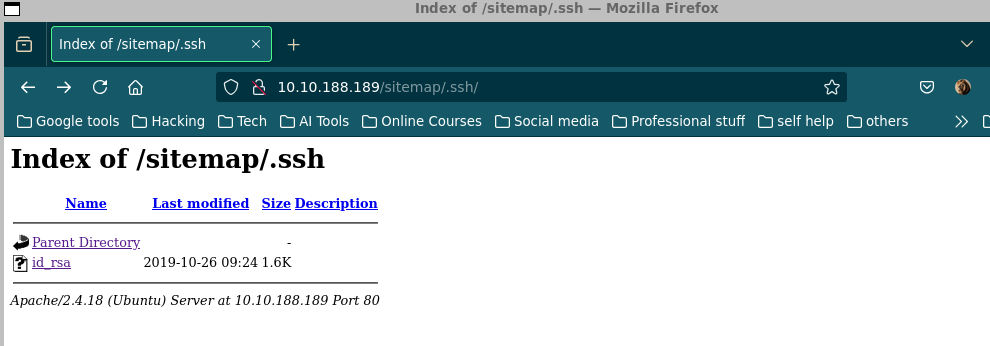 Index of /sitemap/.ssh — Mozilla Firefox
Index of /sitemap/.ssh
10.10.188.189/sitemap/.ssh/
Google tools Hacking Tech AI Tools Online Courses Social media Professional stuff self help others
Index of /sitemap/.ssh
Name Last modified Size Description
Parent Directory -
id_rsa 2019-10-26 09:24 1.6K
Apache/2.4.18 (Ubuntu) Server at 10.10.188.189 Port 80